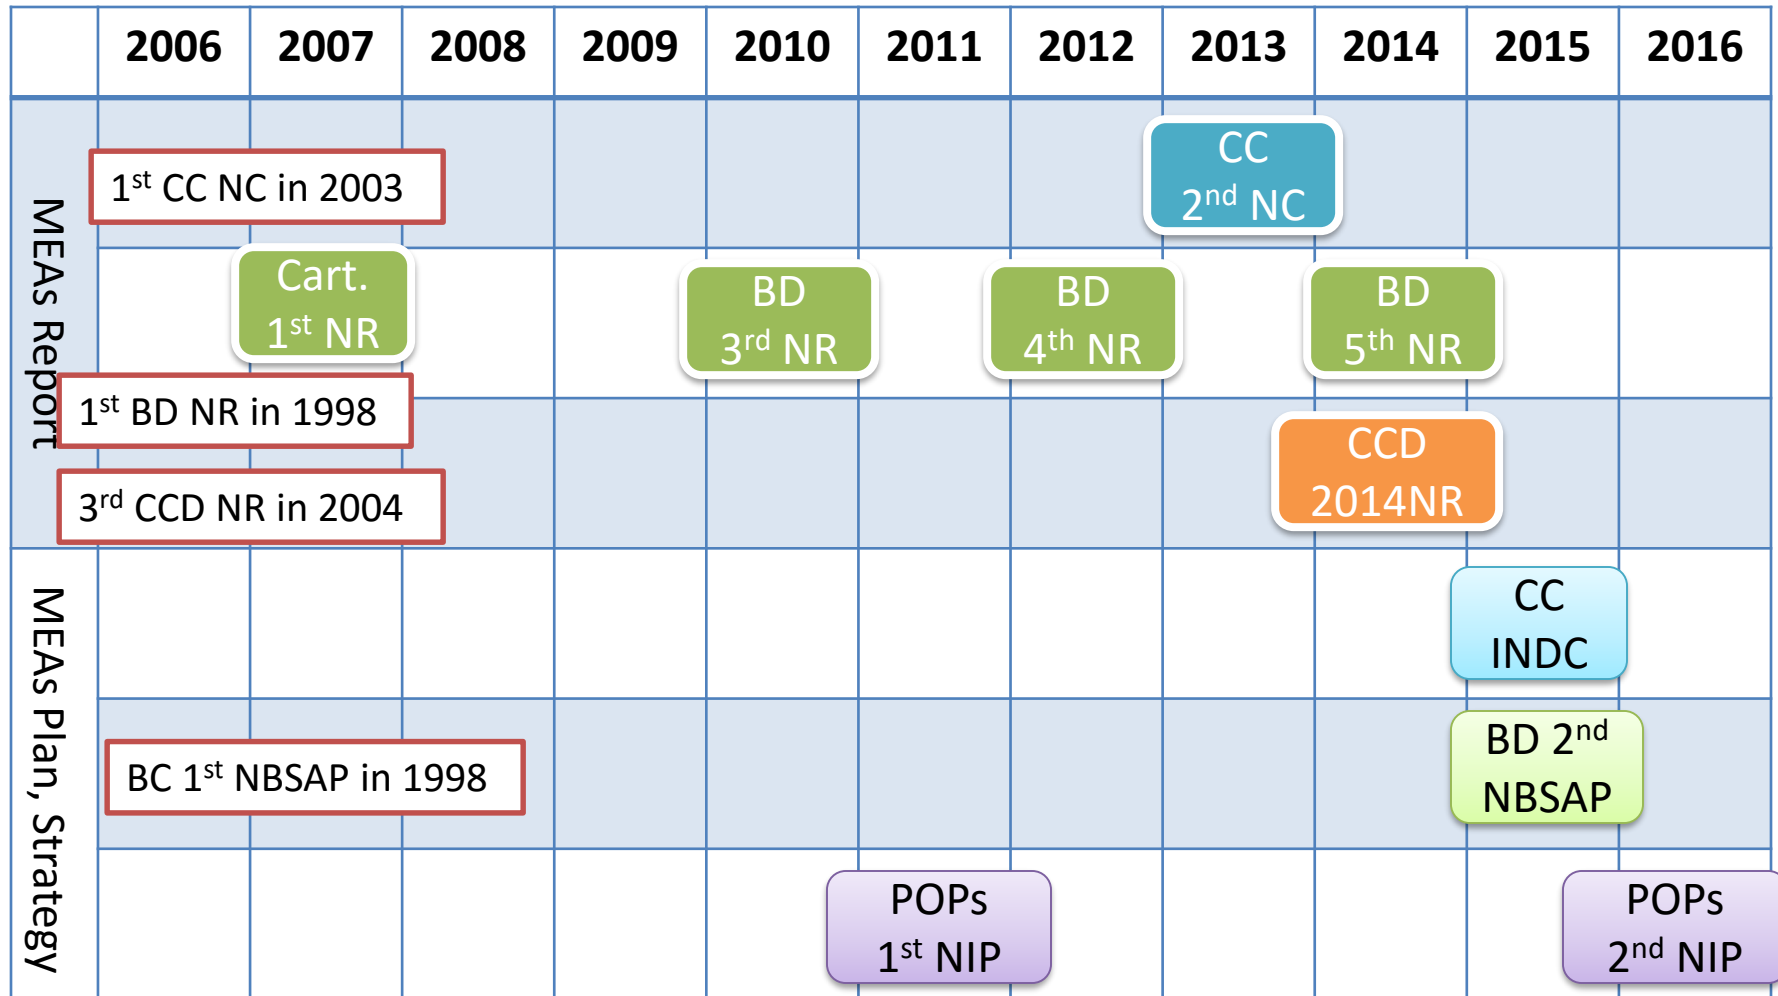 2006 2007 2008 2009 2010 2011 2012 2013 2014 2015 2016
MEAs Report
1st CC NC in 2003
CC
2nd NC
Cart.
1st NR
BD
3rd NR
BD
4th NR
BD
5th NR
1st BD NR in 1998
3rd CCD NR in 2004
CCD
2014NR
MEAs Plan, Strategy
CC
INDC
BC 1st NBSAP in 1998
BD 2nd
NBSAP
POPs
1st NIP
POPs
2nd NIP